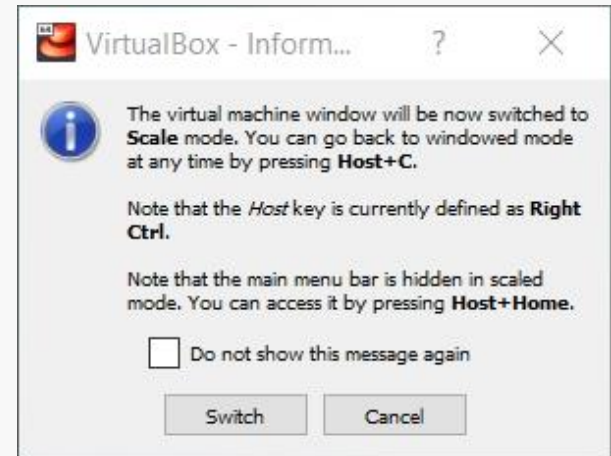 64
VirtualBox - Inform...
The virtual machine window will be now switched to
Scale mode. You can go back to windowed mode
at any time by pressing Host+C.
Note that the Host key is currently defined as Right
Ctrl.
Note that the main menu bar is hidden in scaled
mode. You can access it by pressing Host+Home.
Do not show this message again
Switch Cancel